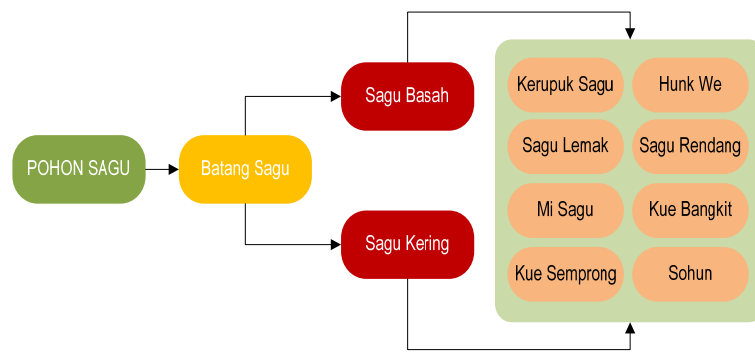 POHON SAGU
Batang Sagu
Sagu Basah
Sagu Kering
Kerupuk Sagu
Hunk We
Sagu Lemak
Sagu Rendang
Mi Sagu
Kue Bangkit
Kue Semprong
Sohun